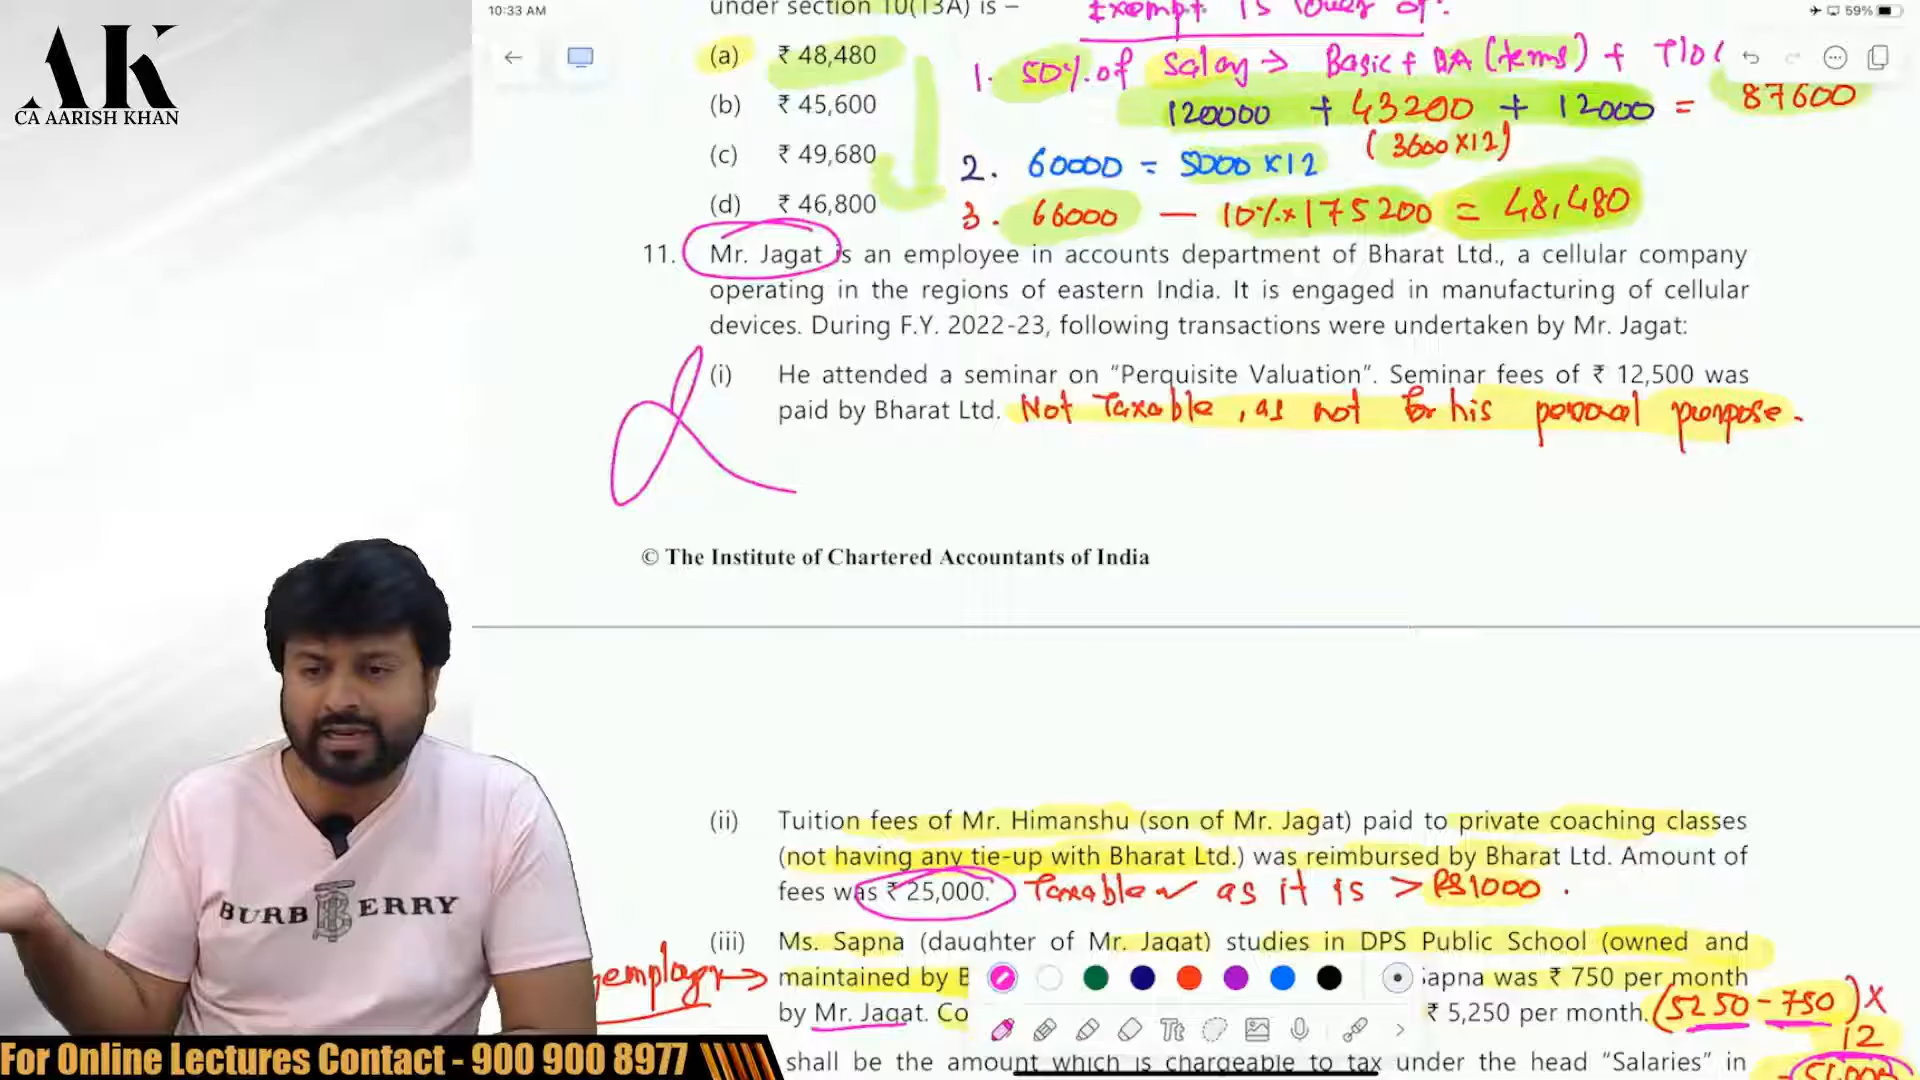 10:33 AM
59%
AK
CA AARISH KHAN
under section 10(13A) is –
Exempt is lower of:
(a) ₹ 48,480
1. 50% of Salary → Basic + DA (terms) + T/O (
(b) ₹ 45,600
120000 + 43200 + 12000 = 87600
(3600×12)
(c) ₹ 49,680
2. 60000 = 5000×12
(d) ₹ 46,800
3. 66000 — 10%×175200 = 48,480
11. Mr. Jagat is an employee in accounts department of Bharat Ltd., a cellular company
operating in the regions of eastern India. It is engaged in manufacturing of cellular
devices. During F.Y. 2022-23, following transactions were undertaken by Mr. Jagat:
(i) He attended a seminar on “Perquisite Valuation”. Seminar fees of ₹ 12,500 was
paid by Bharat Ltd. Not Taxable, as not for his personal purpose.
© The Institute of Chartered Accountants of India
(ii) Tuition fees of Mr. Himanshu (son of Mr. Jagat) paid to private coaching classes
(not having any tie-up with Bharat Ltd.) was reimbursed by Bharat Ltd. Amount of
fees was ₹ 25,000. Taxable as it is > RS1000.
(iii) Ms. Sapna (daughter of Mr. Jagat) studies in DPS Public School (owned and
maintained by B Sapna was ₹ 750 per month
by Mr. Jagat. Co ₹ 5,250 per month. (5250-750)×
12
shall be the amount which is chargeable to tax under the head “Salaries” in
BURBERRY
Tt
For Online Lectures Contact - 900 900 8977